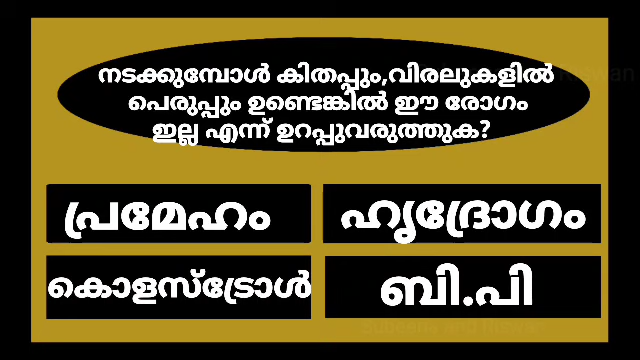 നടക്കുമ്പോൾ കിതപ്പും,വിരലുകളിൽ
പെരുപ്പും ഉണ്ടെങ്കിൽ ഈ രോഗം
ഇല്ല എന്ന് ഉറപ്പുവരുത്തുക?
പ്രമേഹം
ഹൃദ്രോഗം
കൊളസ്ട്രോൾ
ബി.പി